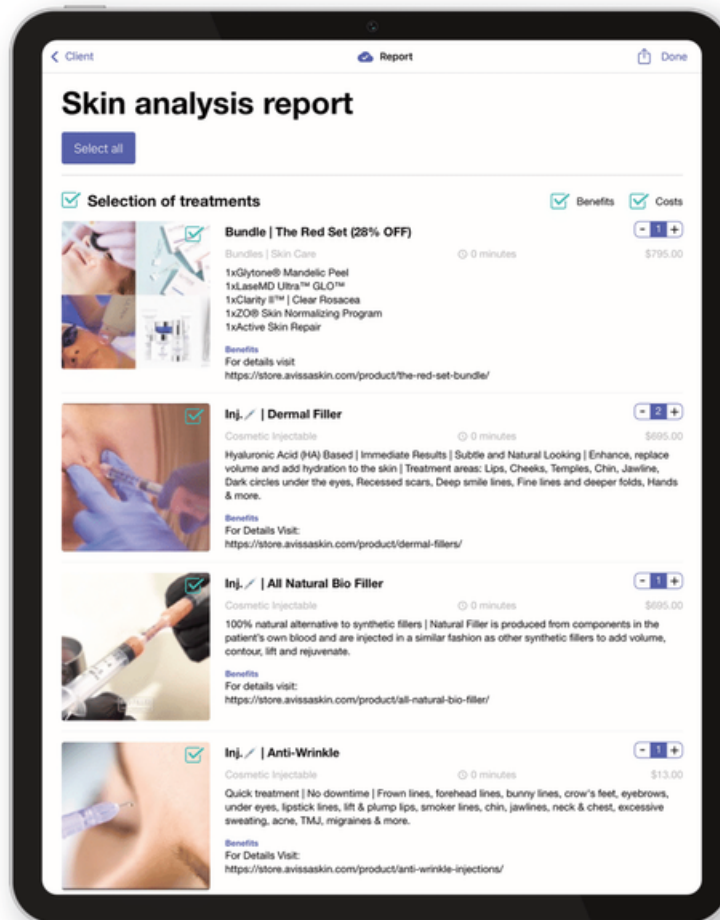 Client
Report
Done
Skin analysis report
Select all
Selection of treatments
Benefits
Costs
Bundle | The Red Set (28% OFF)
- 1 +
Bundles | Skin Care
0 minutes
$795.00
1xGlytone® Mandelic Peel
1xLaseMD Ultra™ GLO™
1xClarity II™ | Clear Rosacea
1xZO® Skin Normalizing Program
1xActive Skin Repair
Benefits
For details visit
https://store.avissaskin.com/product/the-red-set-bundle/
Inj.💉 | Dermal Filler
- 2 +
Cosmetic Injectable
0 minutes
$695.00
Hyaluronic Acid (HA) Based | Immediate Results | Subtle and Natural Looking | Enhance, replace
volume and add hydration to the skin | Treatment areas: Lips, Cheeks, Temples, Chin, Jawline,
Dark circles under the eyes, Recessed scars, Deep smile lines, Fine lines and deeper folds, Hands
& more.
Benefits
For Details Visit:
https://store.avissaskin.com/product/dermal-fillers/
Inj.💉 | All Natural Bio Filler
- 1 +
Cosmetic Injectable
0 minutes
$695.00
100% natural alternative to synthetic fillers | Natural Filler is produced from components in the
patient's own blood and are injected in a similar fashion as other synthetic fillers to add volume,
contour, lift and rejuvenate.
Benefits
For details visit:
https://store.avissaskin.com/product/all-natural-bio-filler/
Inj.💉 | Anti-Wrinkle
- 1 +
Cosmetic Injectable
0 minutes
$13.00
Quick treatment | No downtime | Frown lines, forehead lines, bunny lines, crow's feet, eyebrows,
under eyes, lipstick lines, lift & plump lips, smoker lines, chin, jawlines, neck & chest, excessive
sweating, acne, TMJ, migraines & more.
Benefits
For Details Visit:
https://store.avissaskin.com/product/anti-wrinkle-injections/